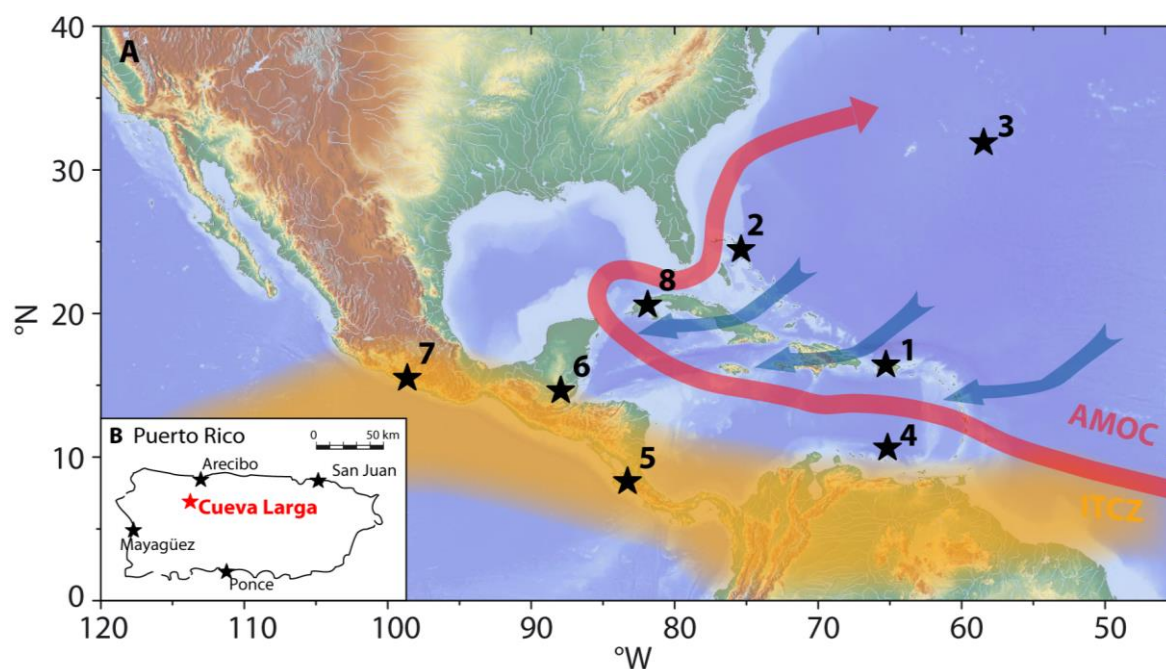 40
A
30
°N
20
10
0
3
2
8
1
7
6
4
5
AMOC
ITCZ
B Puerto Rico
0 50 km
Arecibo
San Juan
Cueva Larga
Mayagüez
Ponce
120 110 100 90 80 70 60 50
°W